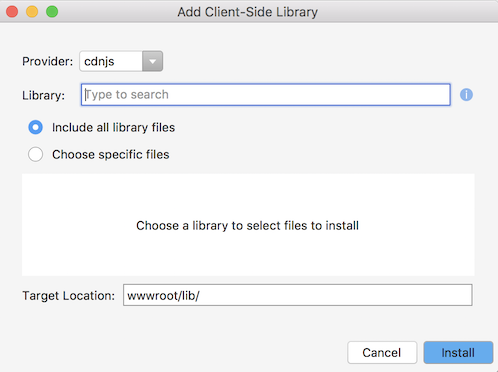 Add Client-Side Library
Provider: cdnjs
Library: Type to search
Include all library files
Choose specific files
Choose a library to select files to install
Target Location: wwwroot/lib/
Cancel Install